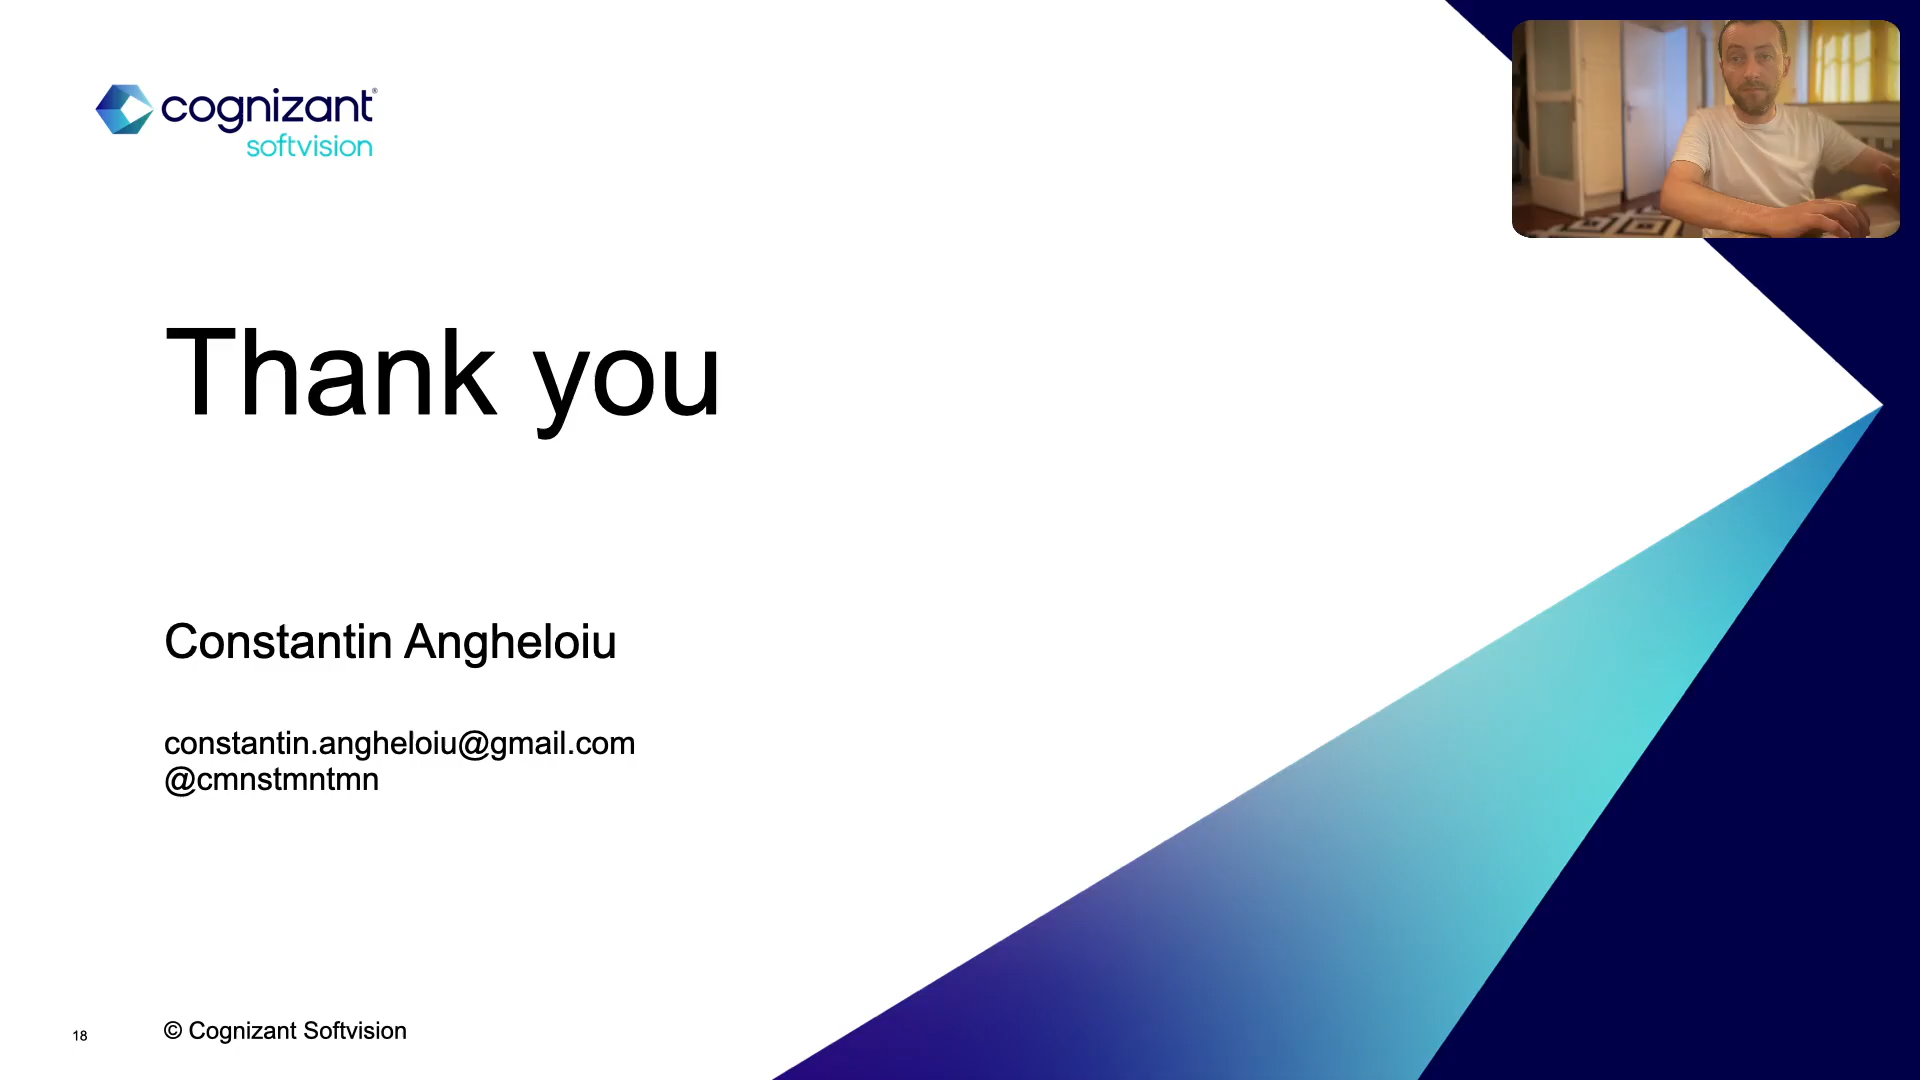 cognizant®
softvision
Thank you
Constantin Angheloiu
constantin.angheloiu@gmail.com
@cmnstmntmn
18
© Cognizant Softvision